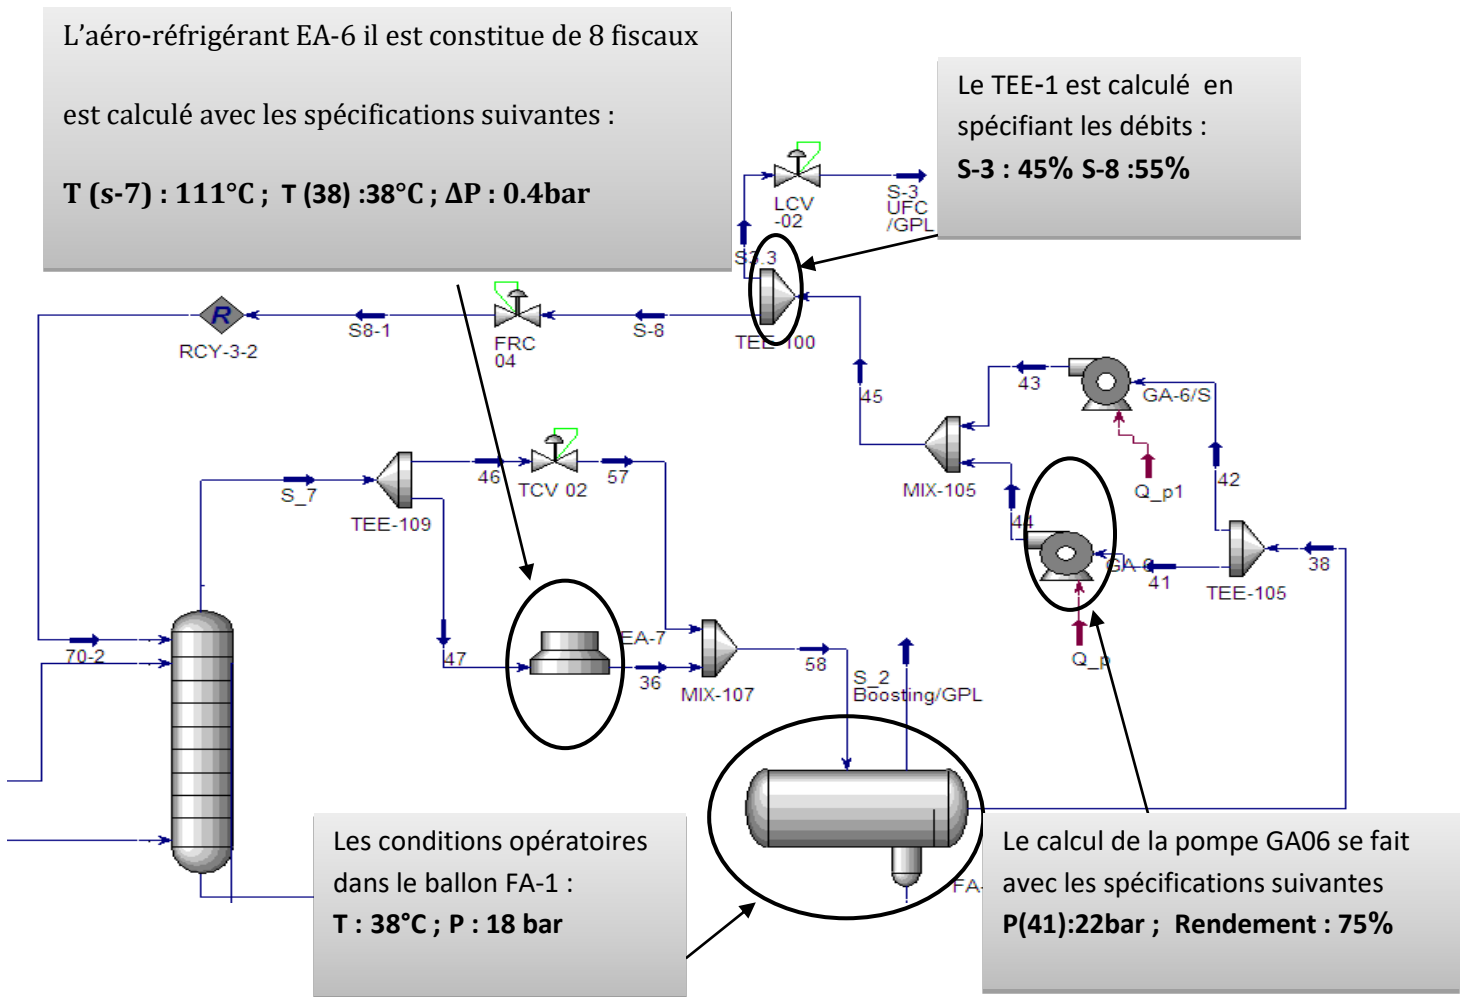 L’aéro-réfrigérant EA-6 il est constitue de 8 fiscaux
est calculé avec les spécifications suivantes :
T (s-7) : 111°C ; T (38) :38°C ; ΔP : 0.4bar
Le TEE-1 est calculé en
spécifiant les débits :
S-3 : 45% S-8 :55%
LCV
-02
S-3
UFC
/GPL
S3.3
TEE-100
S-8
FRC
04
S8-1
R
RCY-3-2
45
43
GA-6/S
42
Q_p1
MIX-105
44
GA-6
41
TEE-105
38
Q_p
S_7
TEE-109
46
TCV 02
57
70-2
47
EA-7
36
MIX-107
58
S_2
Boosting/GPL
FA-
Les conditions opératoires
dans le ballon FA-1 :
T : 38°C ; P : 18 bar
Le calcul de la pompe GA06 se fait
avec les spécifications suivantes
P(41):22bar ; Rendement : 75%